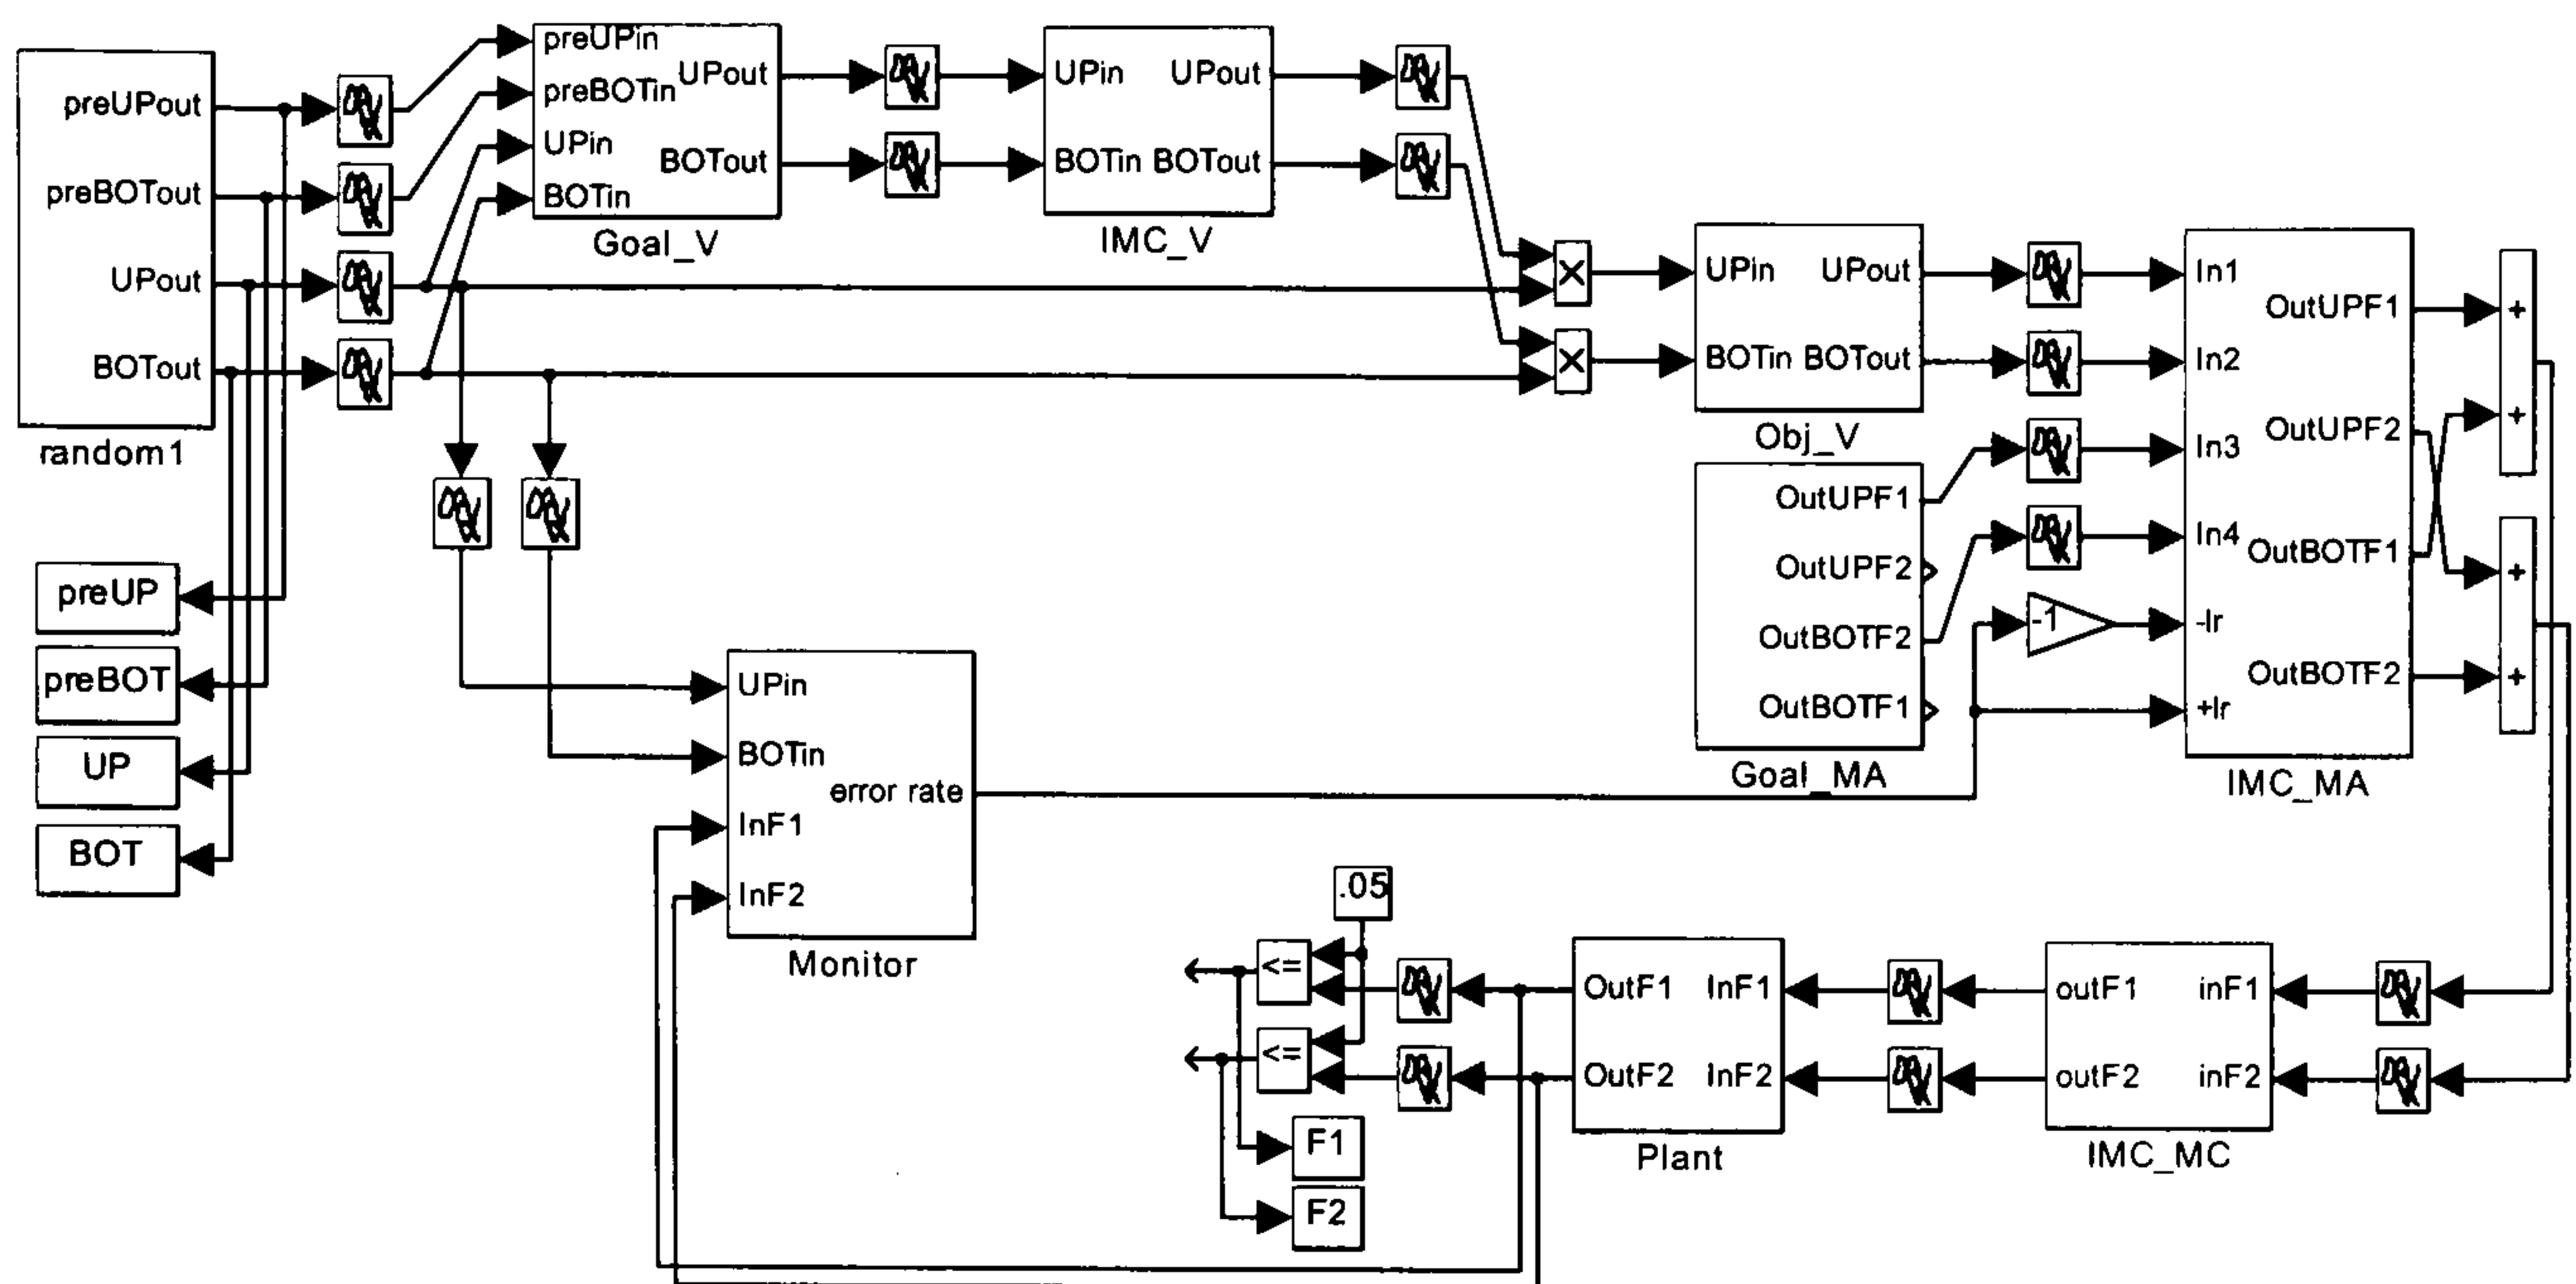 preUPout
preBOTout
UPout
BOTout
random1
preUPin
preBOTin
UPin
BOTin
UPout
BOTout
Goal_V
UPin
BOTin
UPout
BOTout
IMC_V
×
×
UPin
BOTin
UPout
BOTout
Obj_V
OutUPF1
OutUPF2
OutBOTF2
OutBOTF1
Goal_MA
-1
In1
In2
In3
In4
-Ir
+Ir
OutUPF1
OutUPF2
OutBOTF1
OutBOTF2
IMC_MA
+
+
+
+
preUP
preBOT
UP
BOT
UPin
BOTin
InF1
InF2
error rate
Monitor
.05
<=
<=
F1
F2
OutF1
OutF2
InF1
InF2
Plant
outF1
outF2
inF1
inF2
IMC_MC